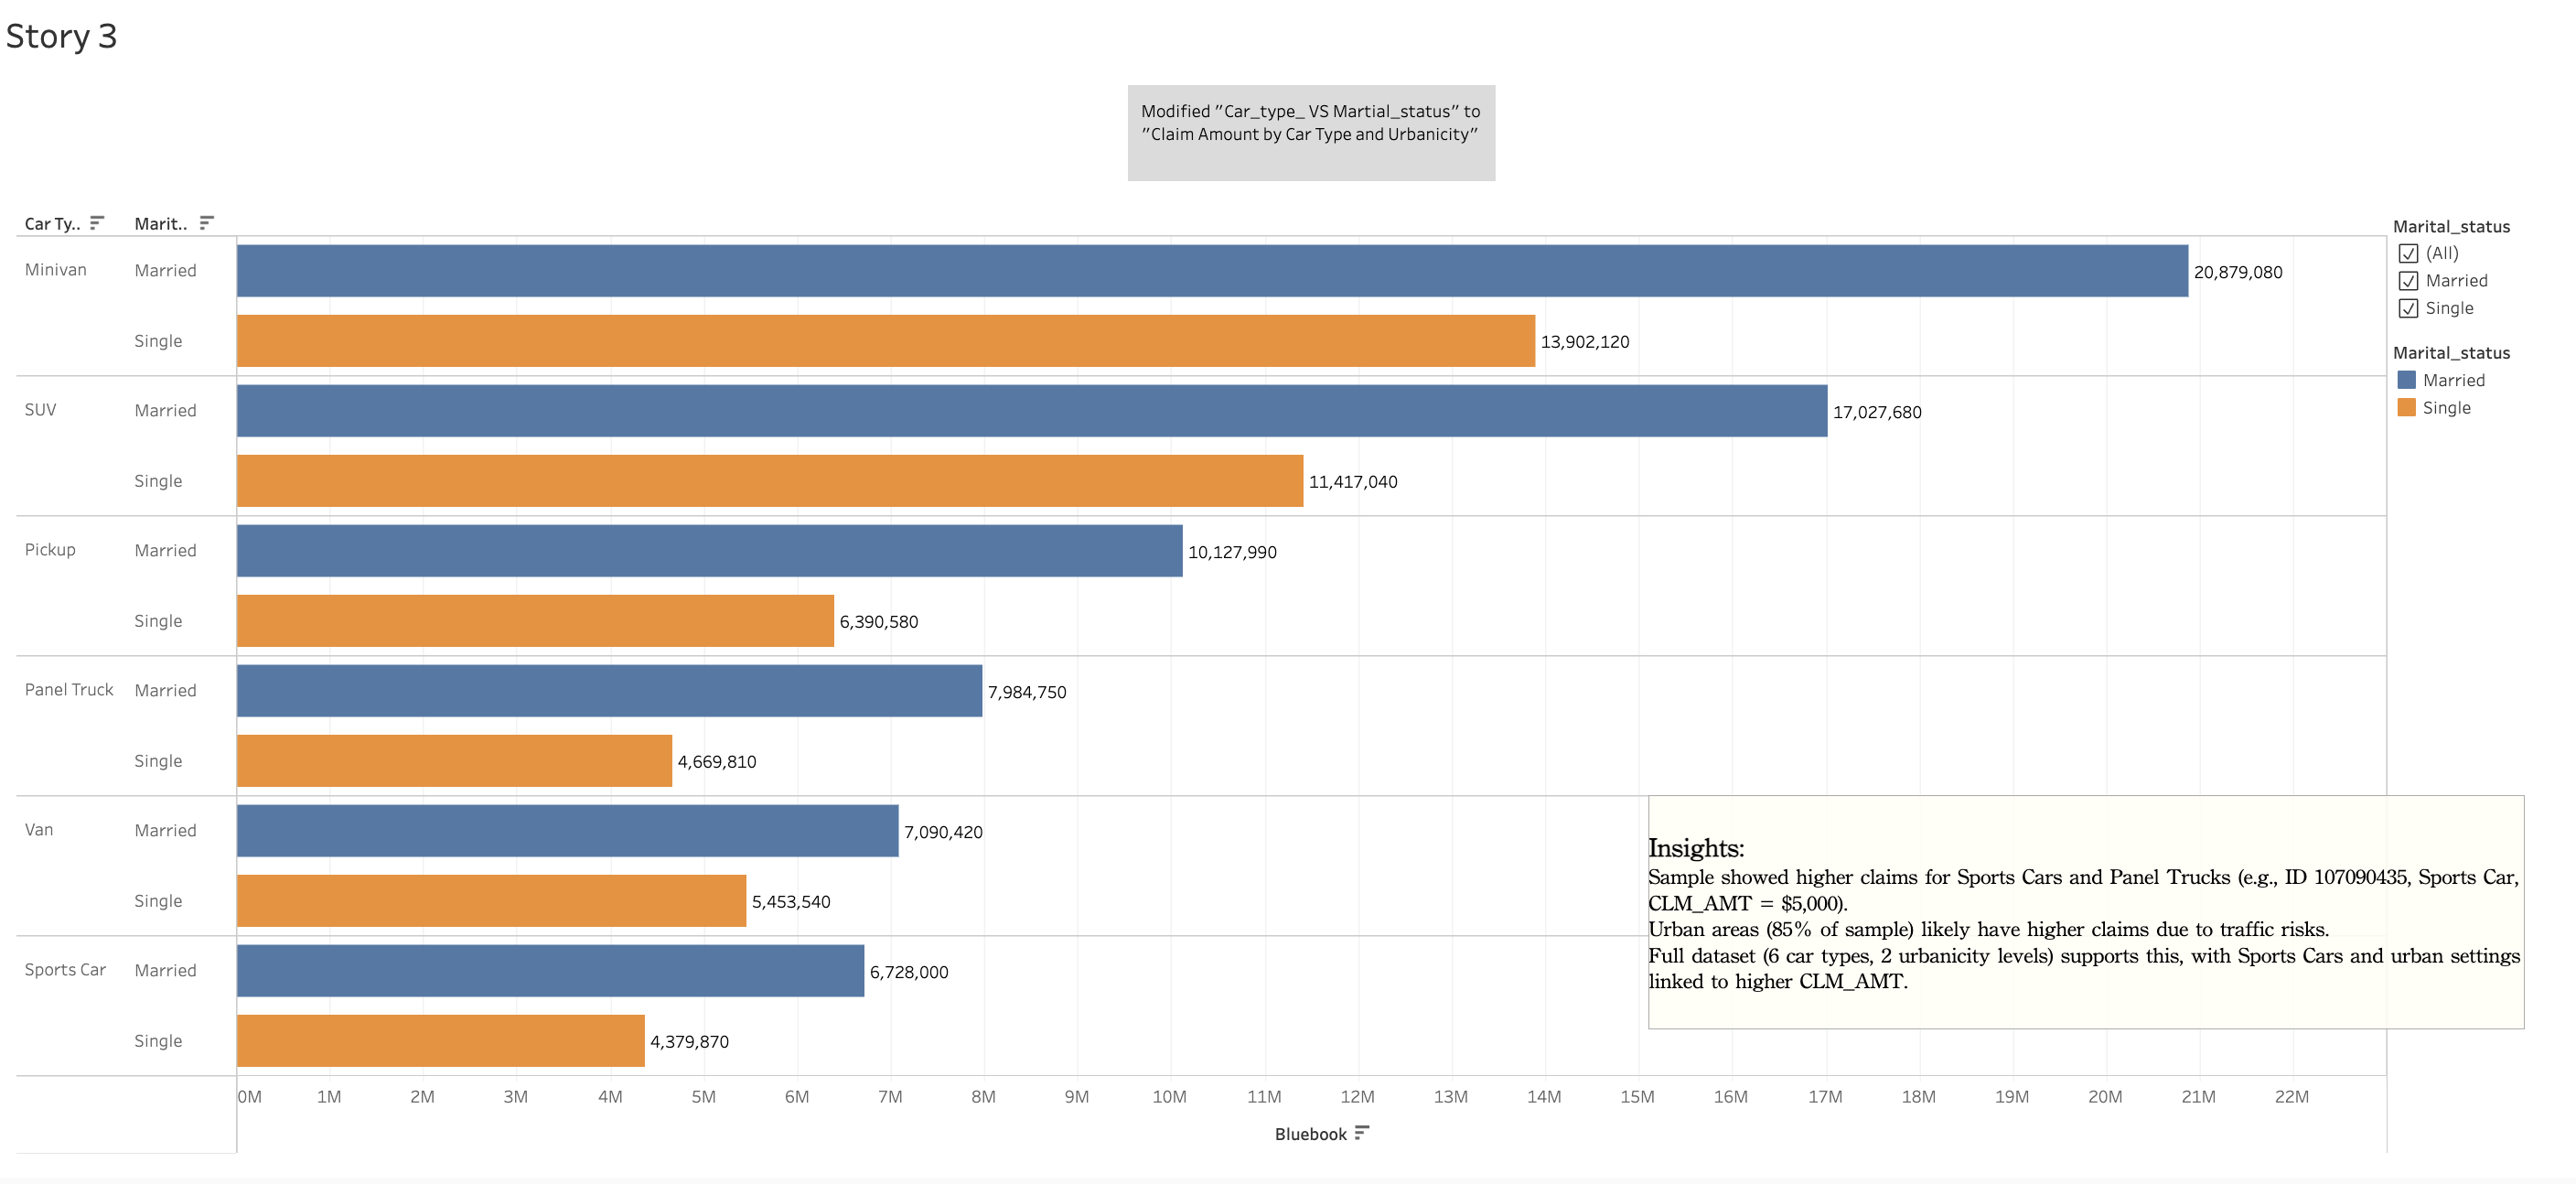 Story 3
Modified "Car_type_ VS Martial_status" to
"Claim Amount by Car Type and Urbanicity"
Car Ty.. Marit..
Minivan Married 20,879,080
Single 13,902,120
SUV Married 17,027,680
Single 11,417,040
Pickup Married 10,127,990
Single 6,390,580
Panel Truck Married 7,984,750
Single 4,669,810
Van Married 7,090,420
Single 5,453,540
Sports Car Married 6,728,000
Single 4,379,870
0M 1M 2M 3M 4M 5M 6M 7M 8M 9M 10M 11M 12M 13M 14M 15M 16M 17M 18M 19M 20M 21M 22M
Bluebook
Marital_status
(All)
Married
Single
Marital_status
Married
Single
Insights:
Sample showed higher claims for Sports Cars and Panel Trucks (e.g., ID 107090435, Sports Car,
CLM_AMT = $5,000).
Urban areas (85% of sample) likely have higher claims due to traffic risks.
Full dataset (6 car types, 2 urbanicity levels) supports this, with Sports Cars and urban settings
linked to higher CLM_AMT.